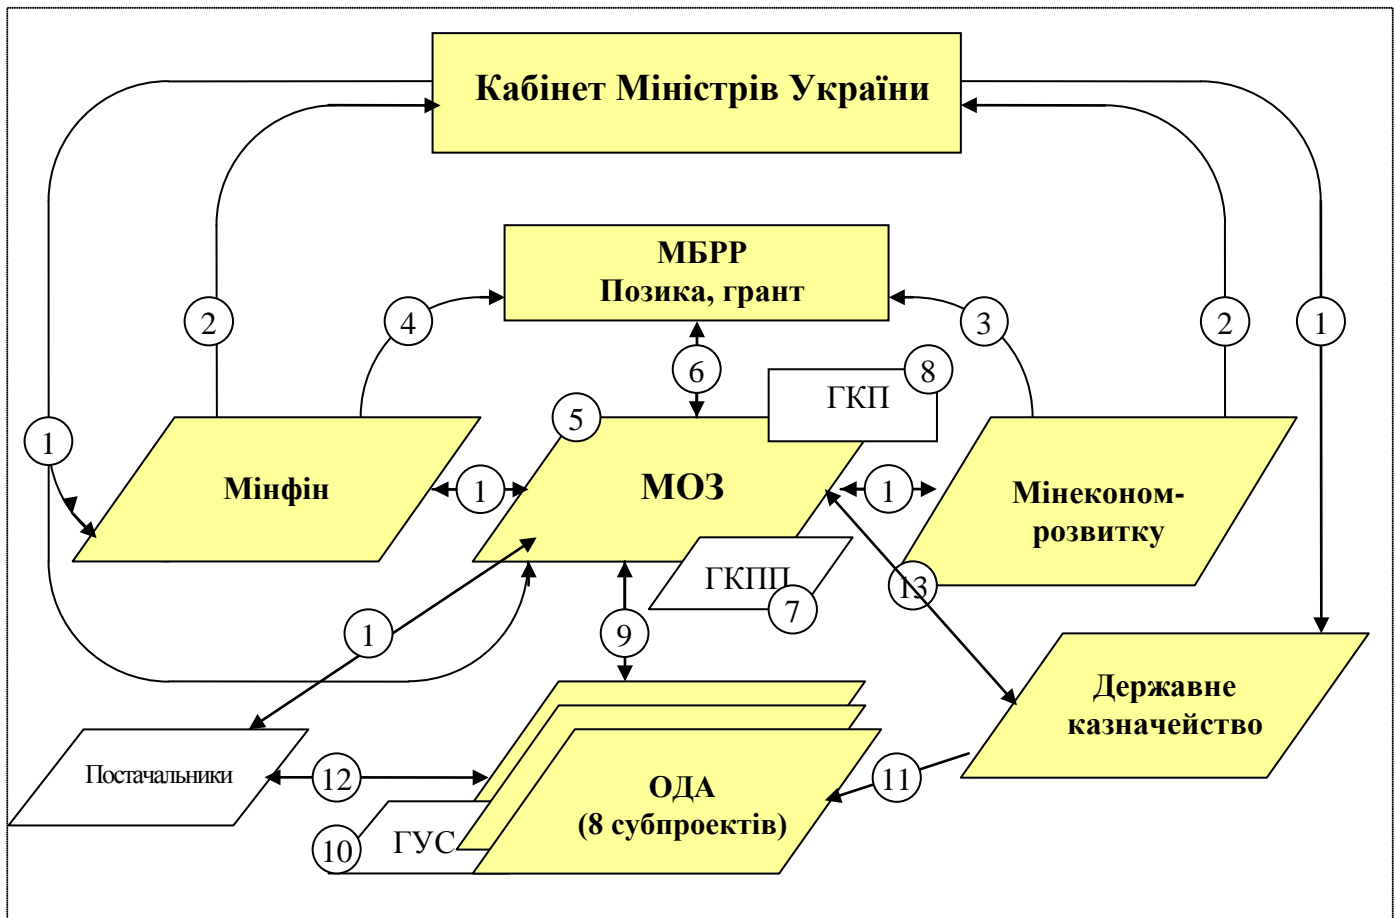 Кабінет Міністрів України
МБРР
Позика, грант
2
4
3
2
1
6
8
ГКП
1
5
Мінфін
1
МОЗ
1
Мінеконом-
розвитку
ГКПП
7
13
1
9
Державне
казначейство
Постачальники
12
ОДА
(8 субпроектів)
11
10
ГУС